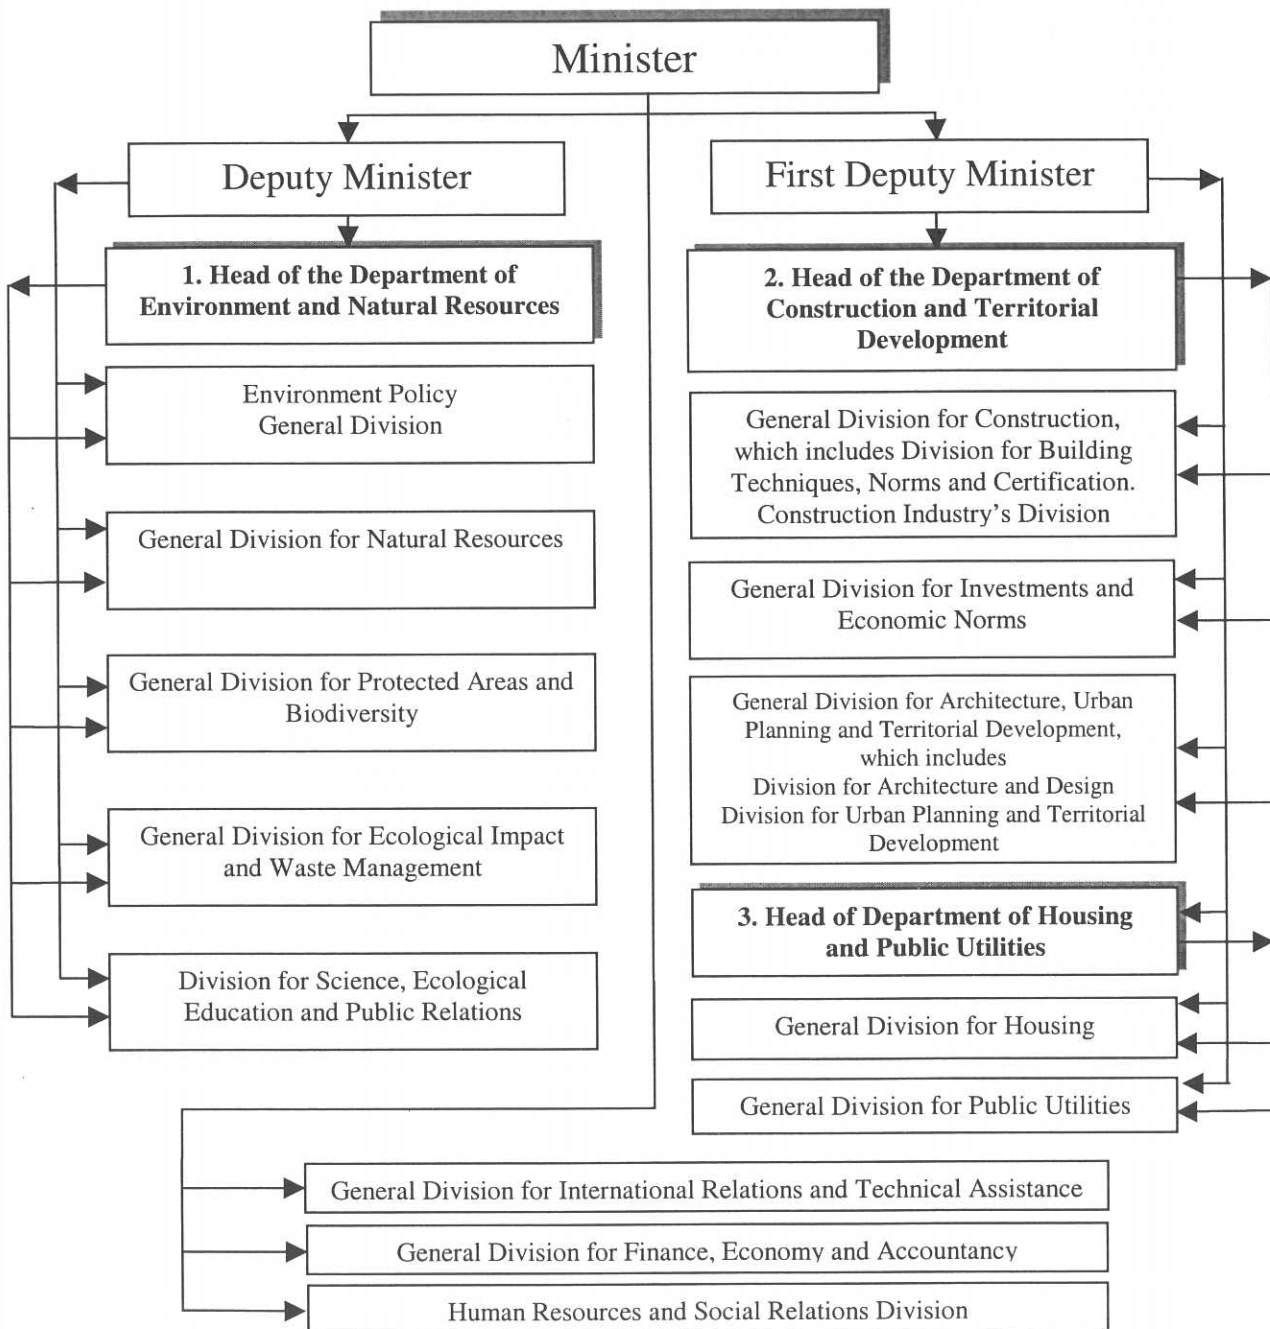 Minister
Deputy Minister
First Deputy Minister
1. Head of the Department of
Environment and Natural Resources
2. Head of the Department of
Construction and Territorial
Development
Environment Policy
General Division
General Division for Construction,
which includes Division for Building
Techniques, Norms and Certification.
Construction Industry's Division
General Division for Natural Resources
General Division for Investments and
Economic Norms
General Division for Protected Areas and
Biodiversity
General Division for Architecture, Urban
Planning and Territorial Development,
which includes
Division for Architecture and Design
Division for Urban Planning and Territorial
Development
General Division for Ecological Impact
and Waste Management
3. Head of Department of Housing
and Public Utilities
Division for Science, Ecological
Education and Public Relations
General Division for Housing
General Division for Public Utilities
General Division for International Relations and Technical Assistance
General Division for Finance, Economy and Accountancy
Human Resources and Social Relations Division